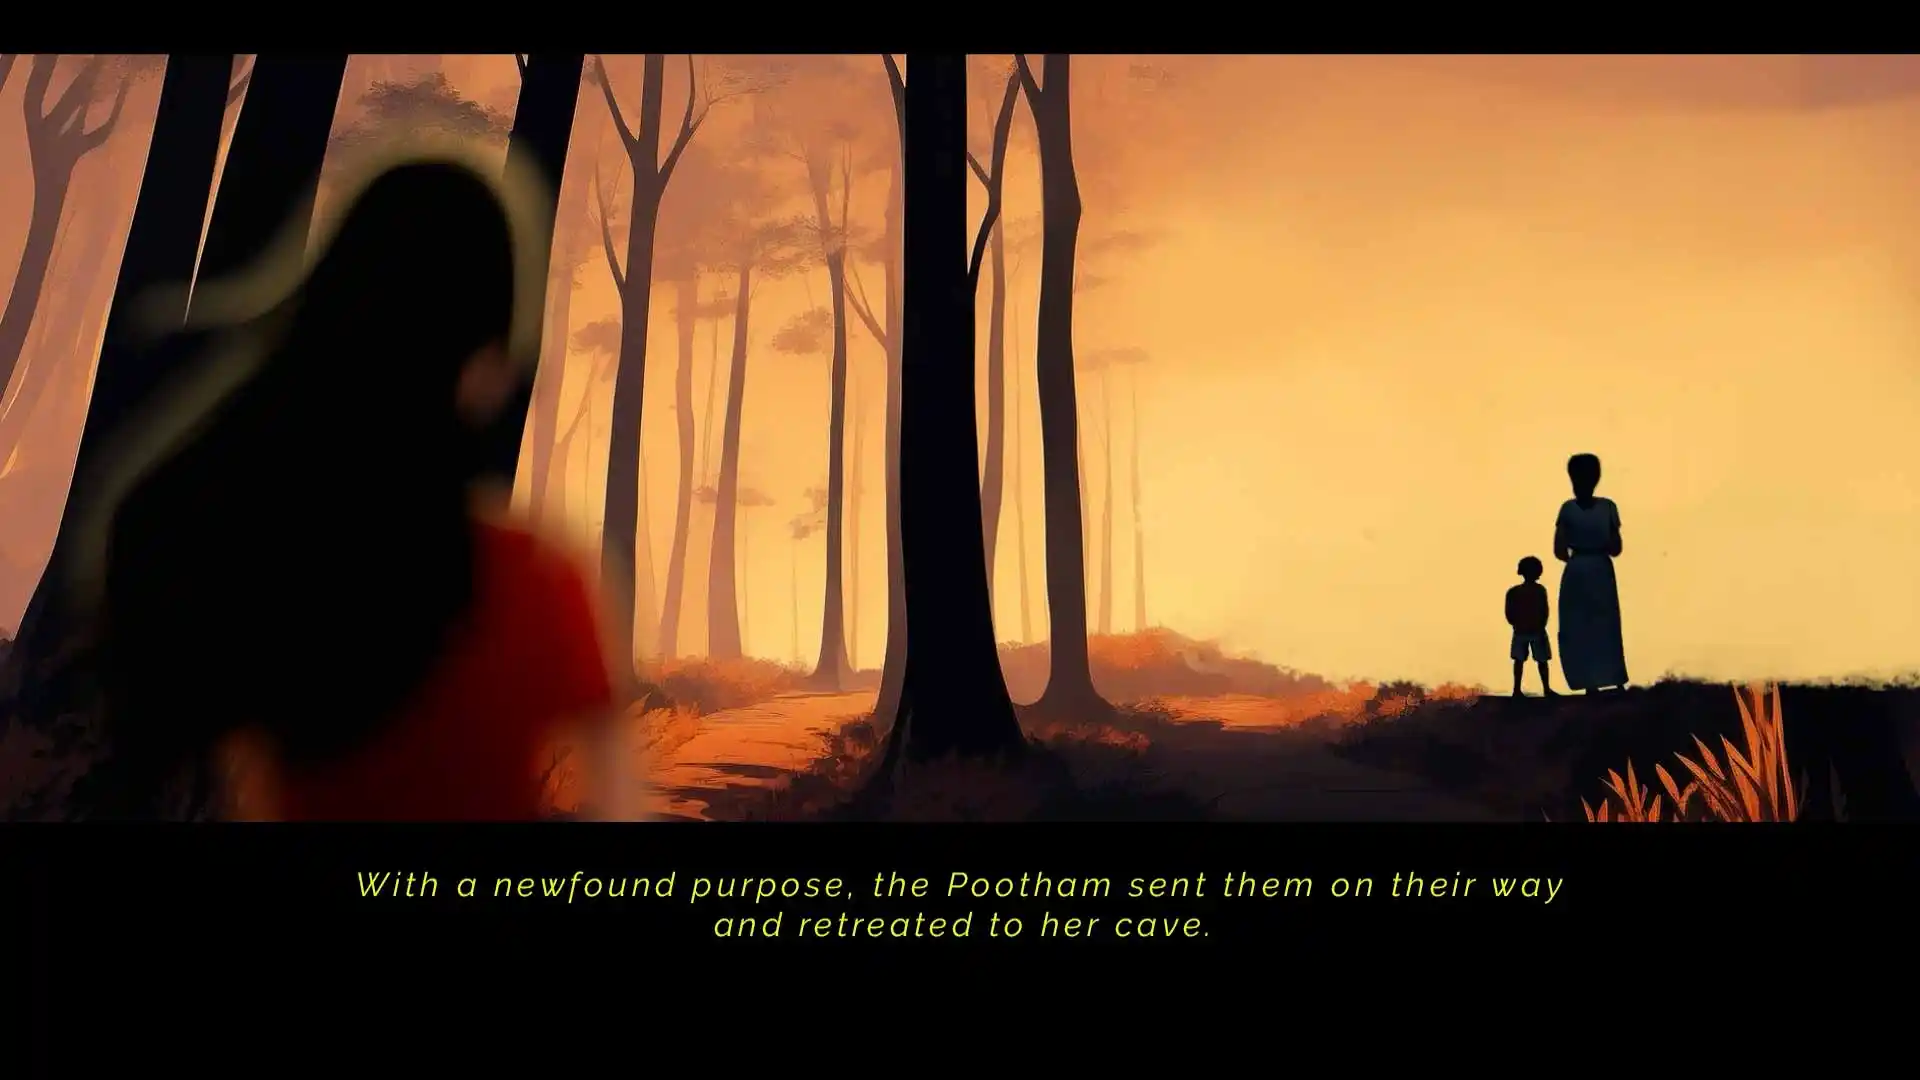 With a newfound purpose, the Pootham sent them on their way
and retreated to her cave.